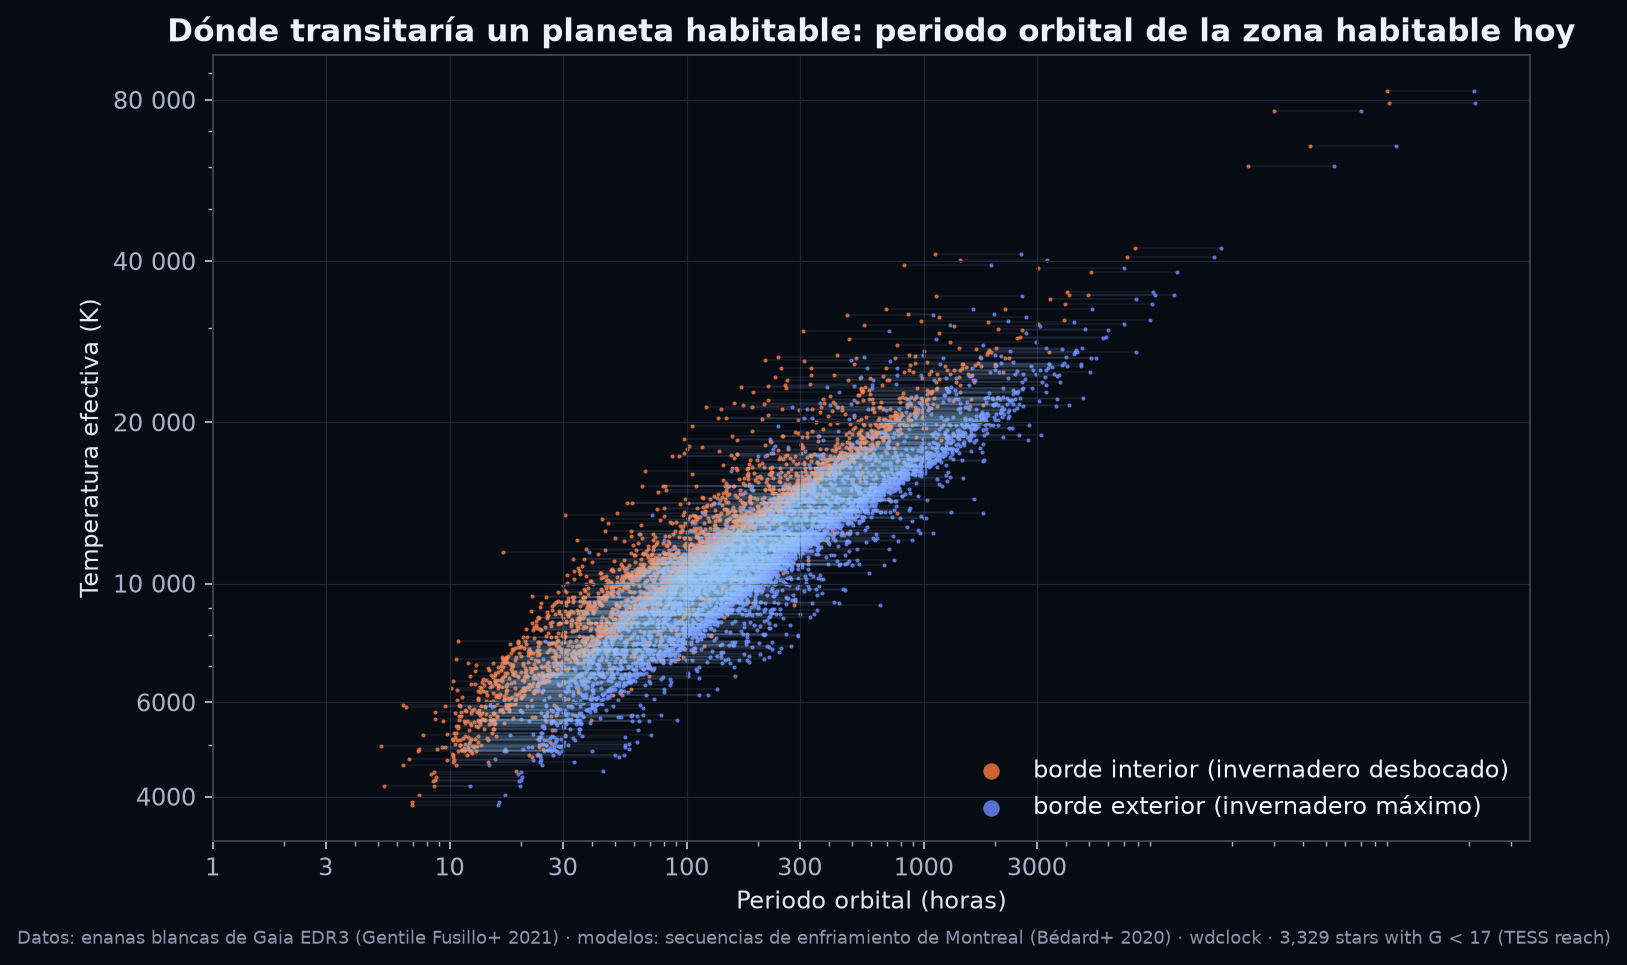 Dónde transitaría un planeta habitable: periodo orbital de la zona habitable hoy
Temperatura efectiva (K)
80 000
40 000
20 000
10 000
6000
4000
borde interior (invernadero desbocado)
borde exterior (invernadero máximo)
1 3 10 30 100 300 1000 3000
Periodo orbital (horas)
Datos: enanas blancas de Gaia EDR3 (Gentile Fusillo+ 2021) · modelos: secuencias de enfriamiento de Montreal (Bédard+ 2020) · wdclock · 3,329 stars with G < 17 (TESS reach)